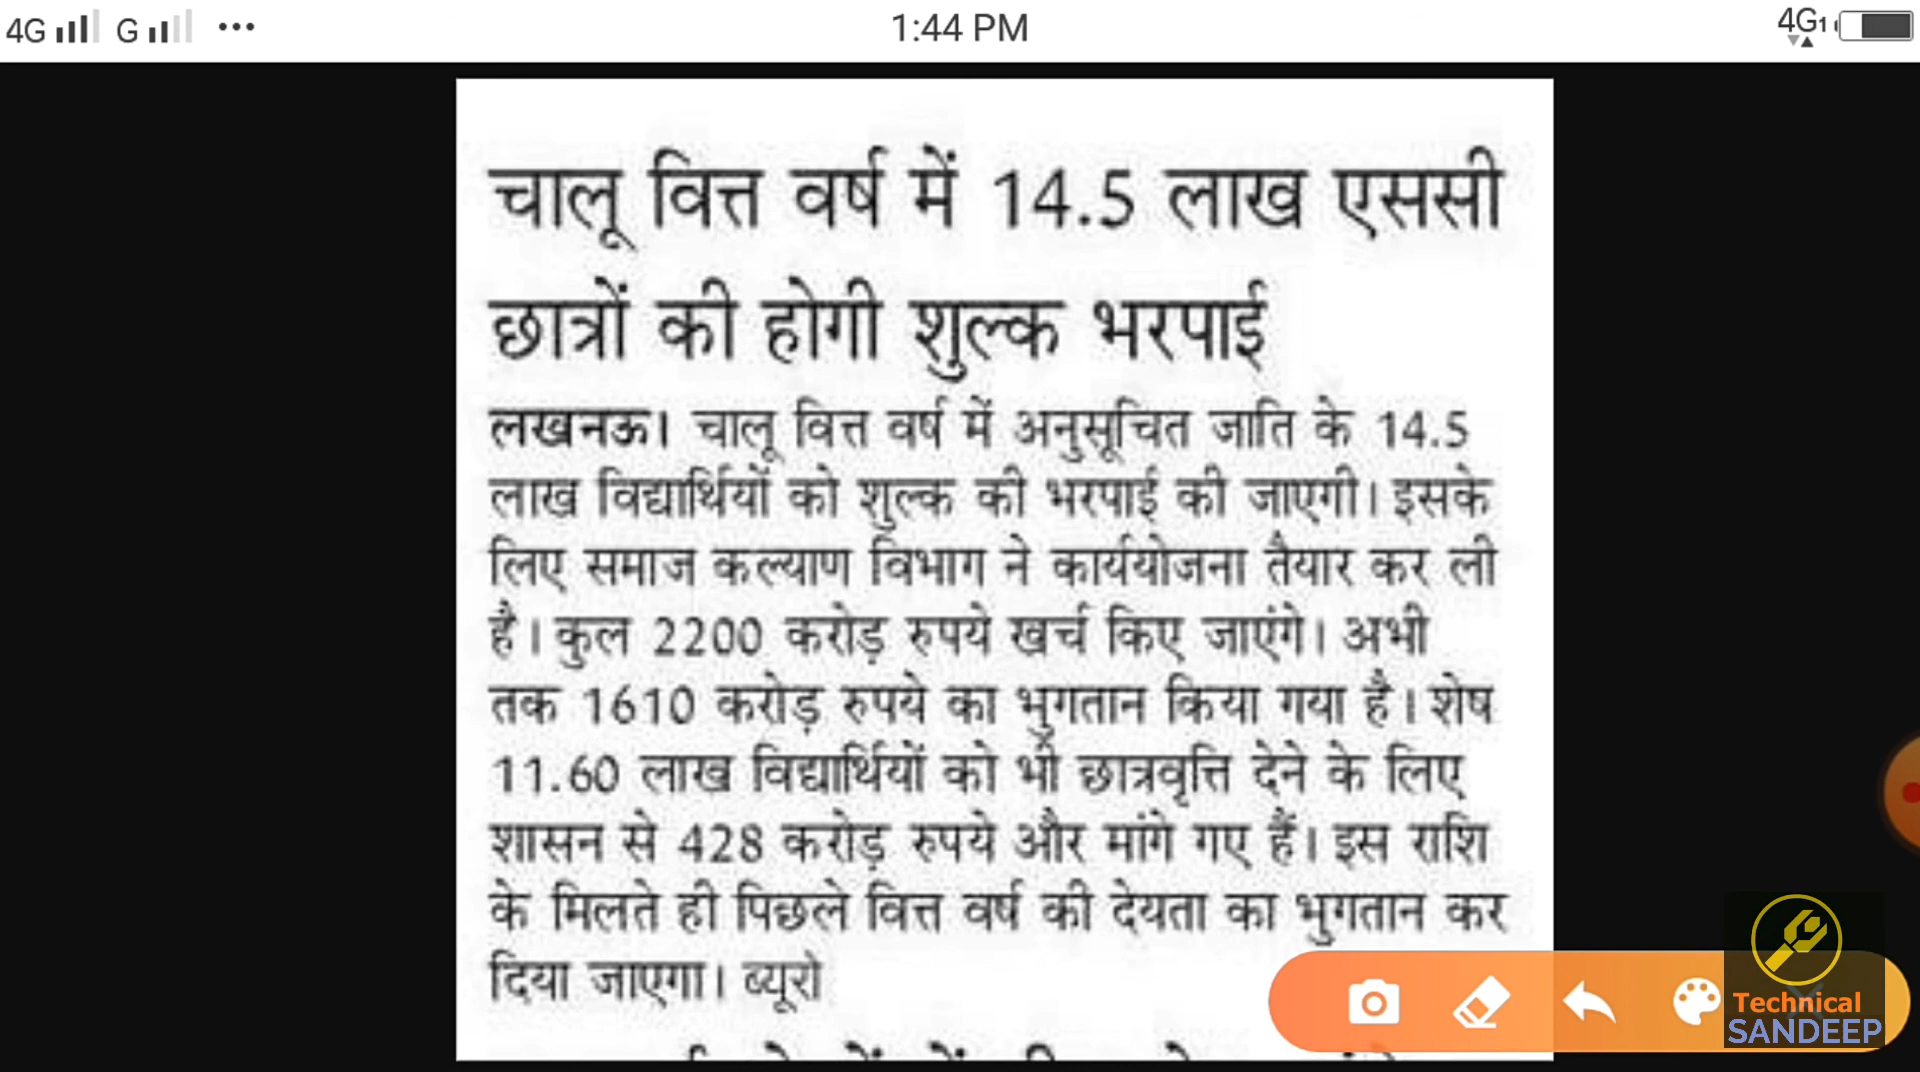 4G G ... 1:44 PM 4G1
चालू वित्त वर्ष में 14.5 लाख एससी
छात्रों की होगी शुल्क भरपाई
लखनऊ। चालू वित्त वर्ष में अनुसूचित जाति के 14.5
लाख विद्यार्थियों को शुल्क की भरपाई की जाएगी। इसके
लिए समाज कल्याण विभाग ने कार्ययोजना तैयार कर ली
है। कुल 2200 करोड़ रुपये खर्च किए जाएंगे। अभी
तक 1610 करोड़ रुपये का भुगतान किया गया है। शेष
11.60 लाख विद्यार्थियों को भी छात्रवृत्ति देने के लिए
शासन से 428 करोड़ रुपये और मांगे गए हैं। इस राशि
के मिलते ही पिछले वित्त वर्ष की देयता का भुगतान कर
दिया जाएगा। ब्यूरो
Technical
SANDEEP